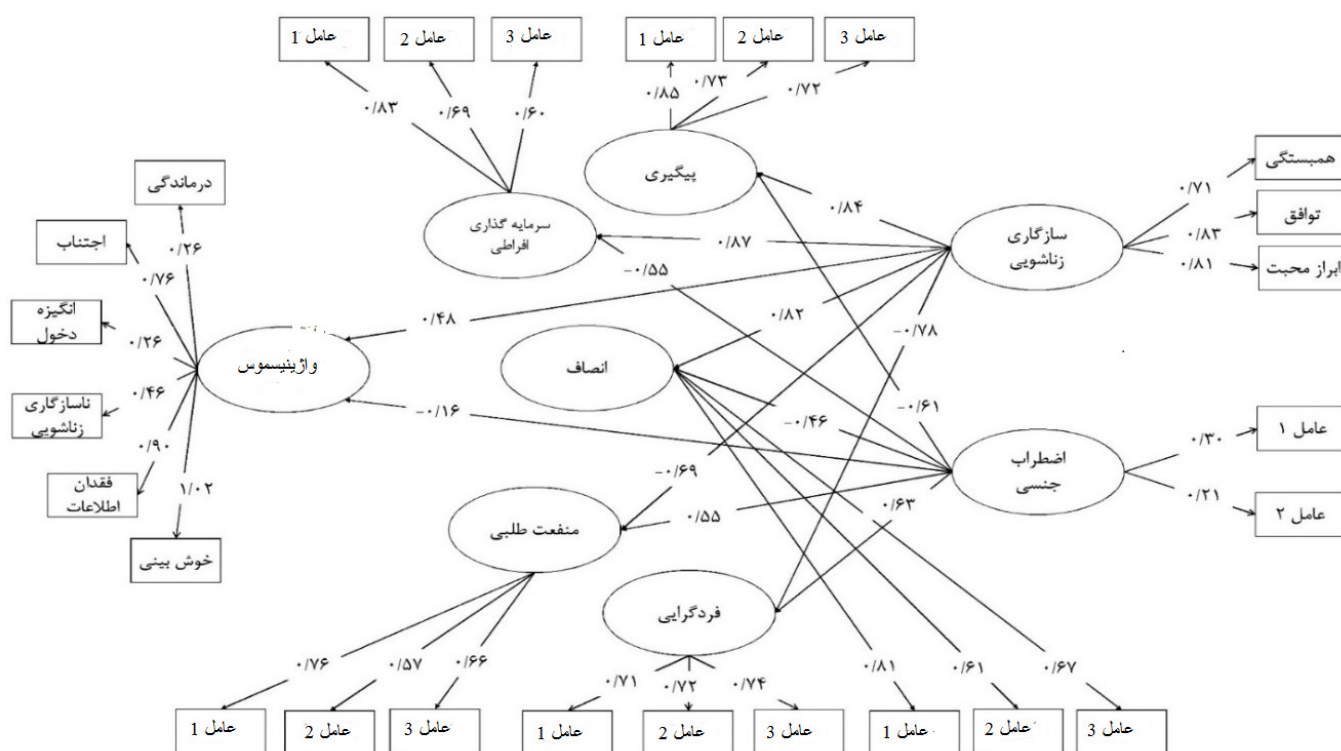 عامل 1
عامل 2
عامل 3
عامل 1
عامل 2
عامل 3
۰/۸۳
۰/۶۹
۰/۶۰
۰/۸۵
۰/۷۳
۰/۷۲
پیگیری
سرمایه گذاری
افراطی
درماندگی
اجتناب
انگیزه
دخول
ناسازگاری
زناشویی
فقدان
اطلاعات
خوش بینی
۰/۲۶
۰/۷۶
۰/۲۶
۰/۴۶
۰/۹۰
۱/۰۲
واژینیسموس
همبستگی
توافق
ابراز محبت
۰/۷۱
۰/۸۳
۰/۸۱
سازگاری
زناشویی
۰/۸۴
۰/۸۷
-۰/۵۵
۰/۴۸
۰/۸۲
-۰/۷۸
انصاف
-۰/۱۶
-۰/۴۶
-۰/۶۱
-۰/۶۹
۰/۵۵
۰/۶۳
اضطراب
جنسی
۰/۳۰
۰/۲۱
عامل ۱
عامل ۲
منفعت طلبی
فردگرایی
۰/۷۶
۰/۵۷
۰/۶۶
۰/۷۱
۰/۷۲
۰/۷۴
۰/۸۱
۰/۶۱
۰/۶۷
عامل 1
عامل 2
عامل 3
عامل 1
عامل 2
عامل 3
عامل 1
عامل 2
عامل 3